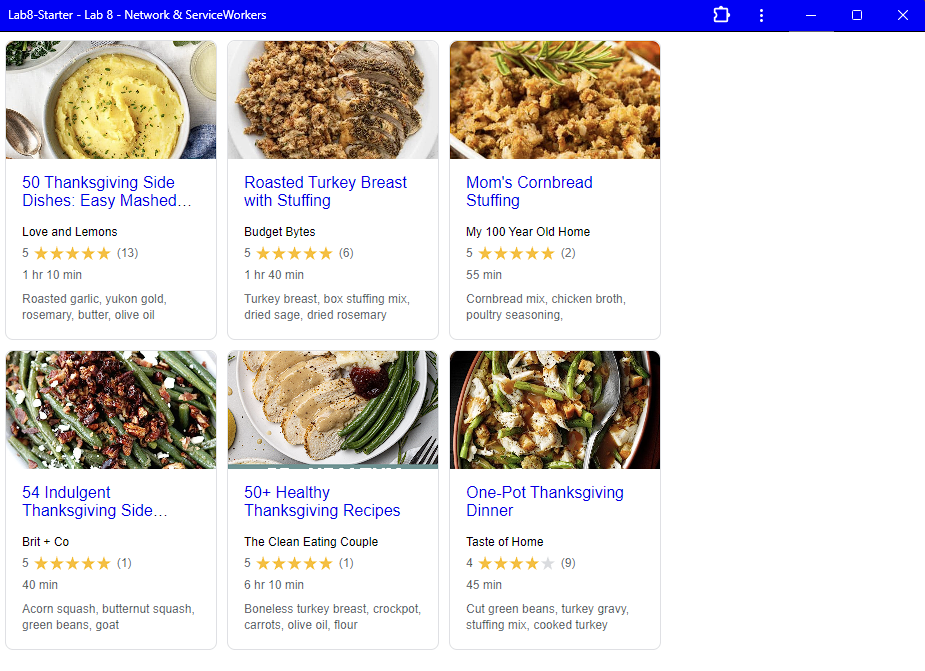 Lab8-Starter - Lab 8 - Network & ServiceWorkers
50 Thanksgiving Side
Dishes: Easy Mashed…
Love and Lemons
5 (13)
1 hr 10 min
Roasted garlic, yukon gold,
rosemary, butter, olive oil
Roasted Turkey Breast
with Stuffing
Budget Bytes
5 (6)
1 hr 40 min
Turkey breast, box stuffing mix,
dried sage, dried rosemary
Mom's Cornbread
Stuffing
My 100 Year Old Home
5 (2)
55 min
Cornbread mix, chicken broth,
poultry seasoning,
54 Indulgent
Thanksgiving Side…
Brit + Co
5 (1)
40 min
Acorn squash, butternut squash,
green beans, goat
50+ Healthy
Thanksgiving Recipes
The Clean Eating Couple
5 (1)
6 hr 10 min
Boneless turkey breast, crockpot,
carrots, olive oil, flour
One-Pot Thanksgiving
Dinner
Taste of Home
4 (9)
45 min
Cut green beans, turkey gravy,
stuffing mix, cooked turkey